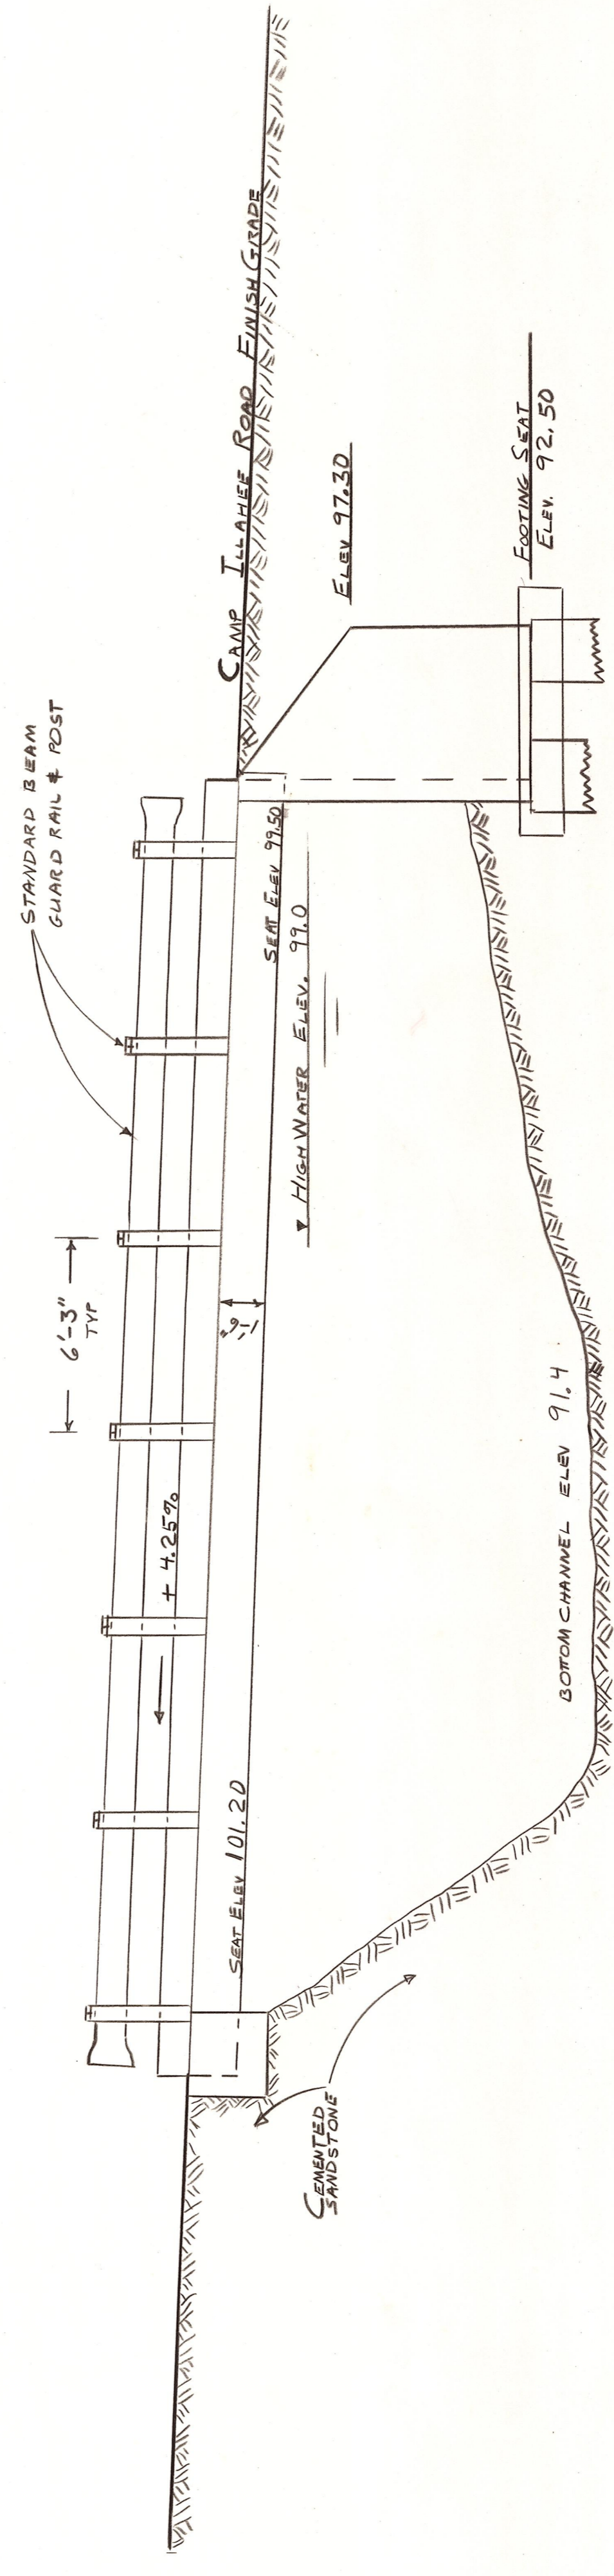 STANDARD BEAM
GUARD RAIL & POST
6'-3"
TYP
+ 4.25%
CAMP ILLAHEE ROAD FINISH GRADE
1'-6"
SEAT ELEV 101.20
SEAT ELEV 99.50
HIGH WATER ELEV. 99.0
ELEV 97.30
FOOTING SEAT
ELEV. 92.50
BOTTOM CHANNEL ELEV 91.4
CEMENTED
SANDSTONE